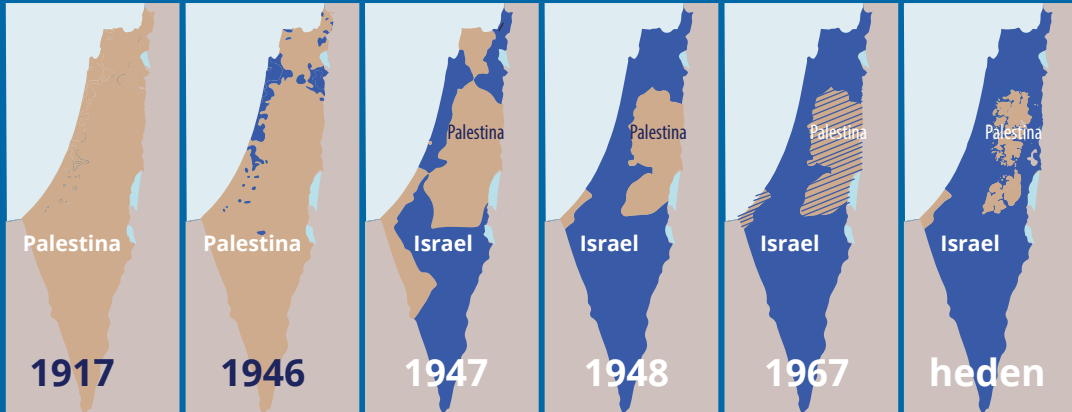 Palestina
1917
Palestina
1946
Palestina
Israel
1947
Palestina
Israel
1948
Palestina
Israel
1967
Palestina
Israel
heden